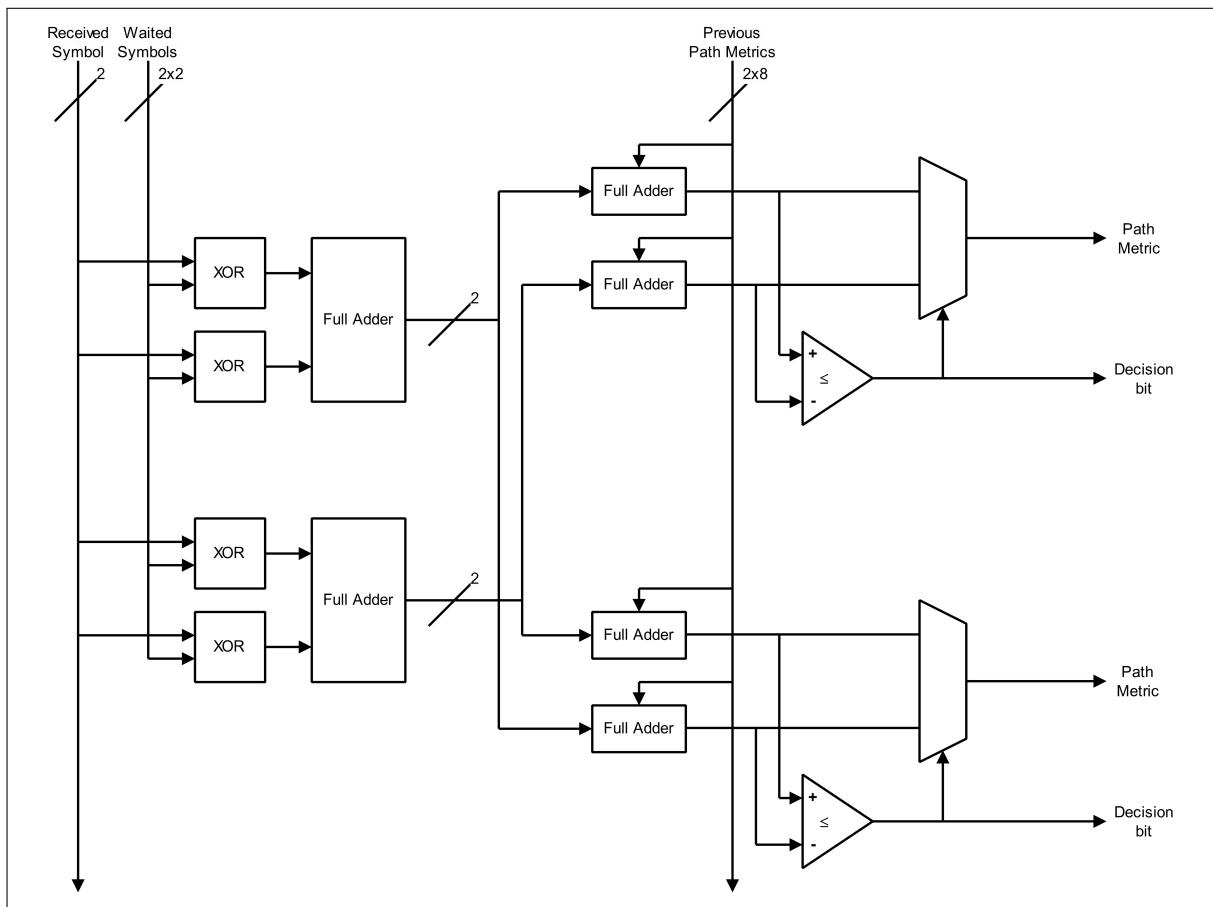 Received
Symbol
Waited
Symbols
Previous
Path Metrics
2
2x2
2x8
Full Adder
Full Adder
XOR
XOR
Full Adder
2
Path
Metric
+
≤
-
Decision
bit
XOR
XOR
Full Adder
2
Full Adder
Full Adder
Path
Metric
+
≤
-
Decision
bit